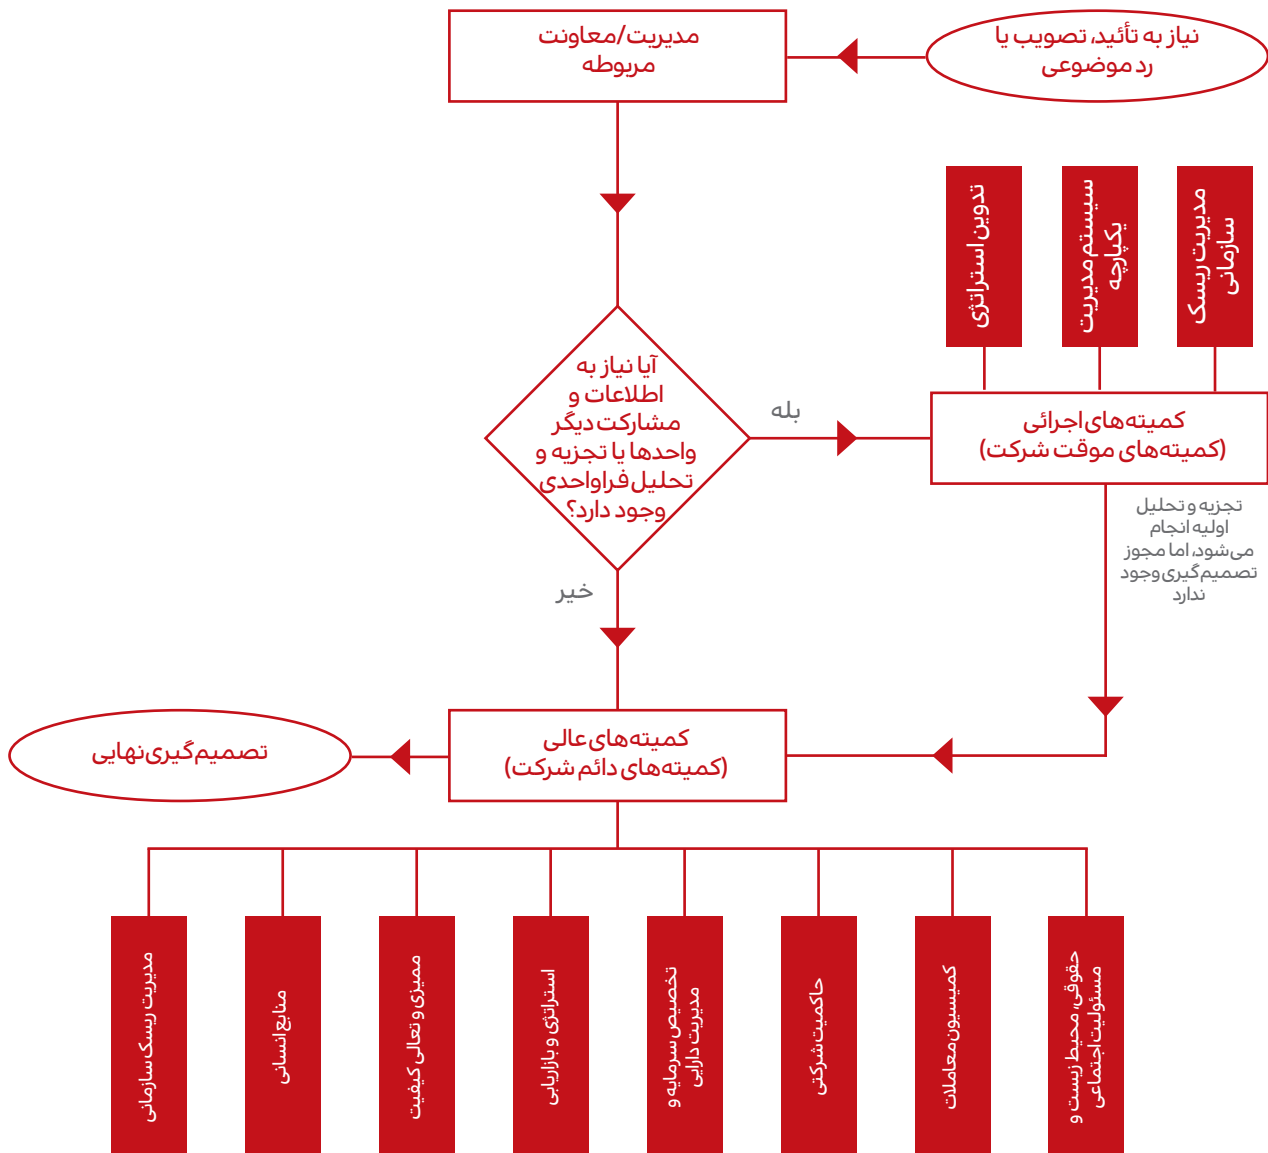 نیاز به تأئید، تصویب یا
رد موضوعی
مدیریت/معاونت
مربوطه
مدیریت ریسک
سازمانی
سیستم مدیریت
یکپارچه
تدوین استراتژی
آیا نیاز به
اطلاعات و
مشارکت دیگر
واحدها یا تجزیه و
تحلیل فراواحدی
وجود دارد؟
بله
کمیته‌های اجرائی
(کمیته‌های موقت شرکت)
تجزیه و تحلیل
اولیه انجام
می‌شود، اما مجوز
تصمیم‌گیری وجود
ندارد
خیر
کمیته‌های عالی
(کمیته‌های دائم شرکت)
تصمیم‌گیری نهایی
حقوقی، محیط زیست و
مسئولیت اجتماعی
کمیسیون معاملات
حاکمیت شرکتی
تخصیص سرمایه و
مدیریت دارایی
استراتژی و بازاریابی
ممیزی و تعالی کیفیت
منابع انسانی
مدیریت ریسک سازمانی